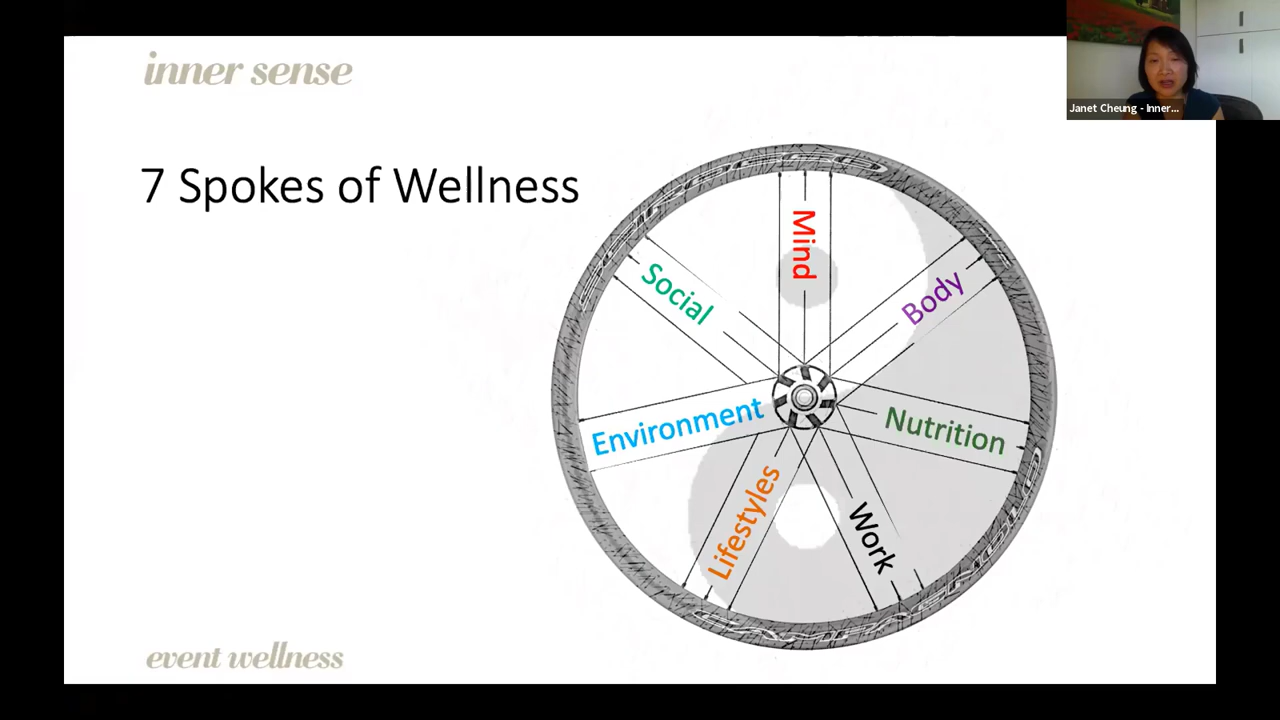 inner sense
Janet Cheung - Inner...
7 Spokes of Wellness
Mind
Social
Body
Environment
Nutrition
Lifestyles
Work
event wellness